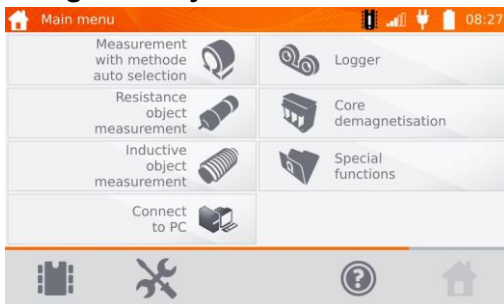 Main menu
08:27
Measurement
with methode
auto selection
Logger
Resistance
object
measurement
Core
demagnetisation
Inductive
object
measurement
Special
functions
Connect
to PC